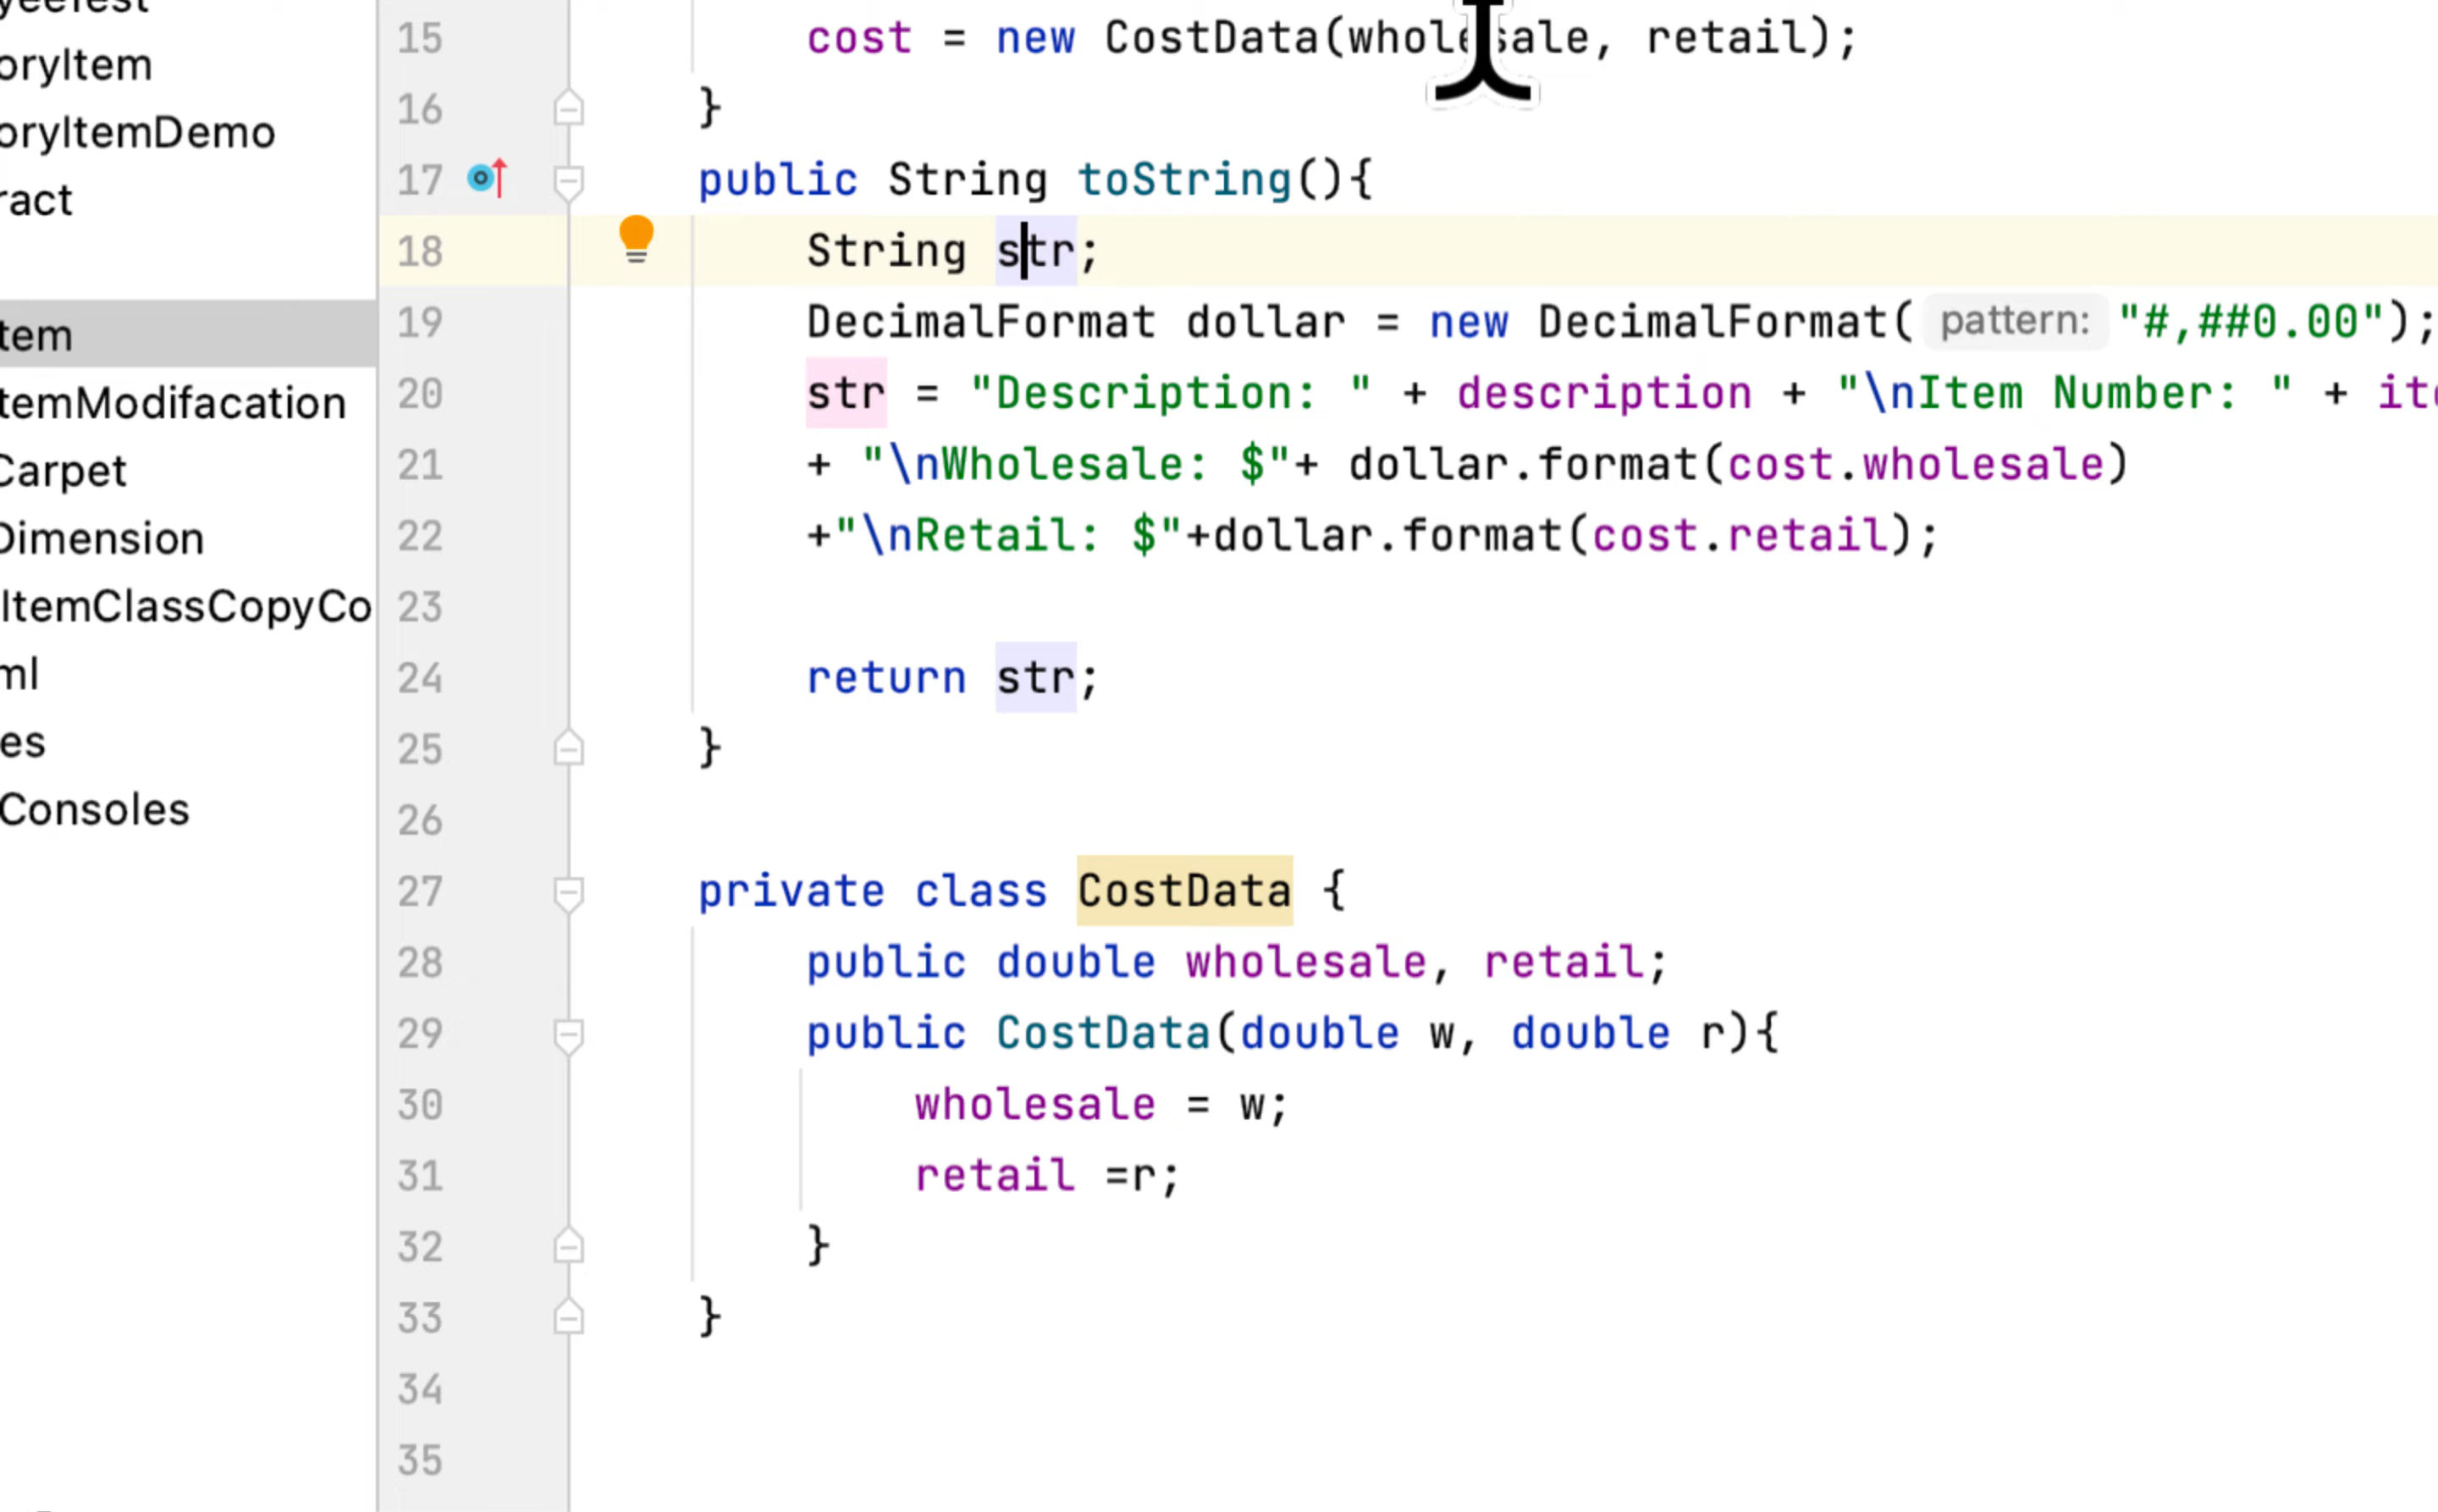 oryItem
oryItemDemo
ract
tem
temModifacation
Carpet
Dimension
ItemClassCopyCo
ml
es
Consoles
15 cost = new CostData(wholesale, retail);
16 }
17 public String toString(){
18 String str;
19 DecimalFormat dollar = new DecimalFormat( pattern: "#,##0.00");
20 str = "Description: " + description + "\nItem Number: " + ite
21 + "\nWholesale: $"+ dollar.format(cost.wholesale)
22 +"\nRetail: $"+dollar.format(cost.retail);
23
24 return str;
25 }
26
27 private class CostData {
28 public double wholesale, retail;
29 public CostData(double w, double r){
30 wholesale = w;
31 retail =r;
32 }
33 }
34
35